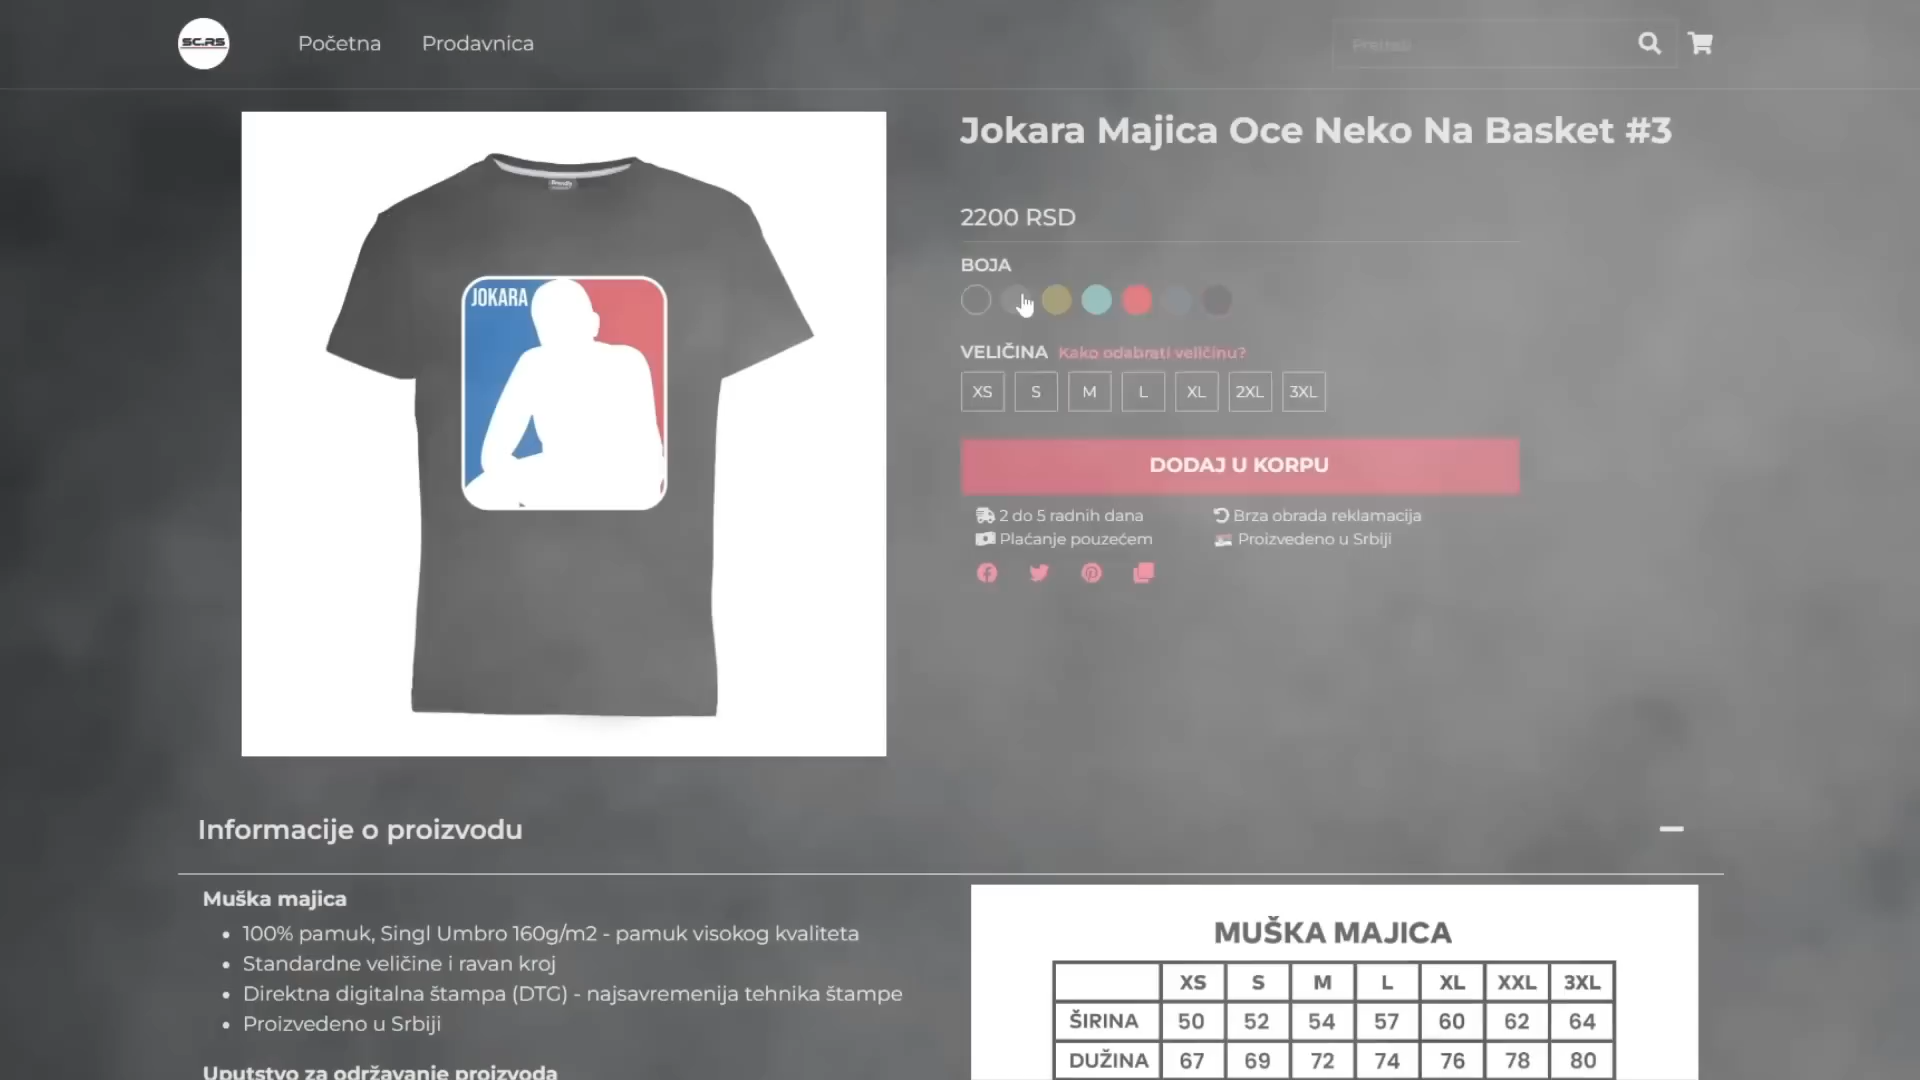 SC.RS
Početna
Prodavnica
Pretraži
Jokara Majica Oce Neko Na Basket #3
2200 RSD
BOJA
JOKARA
VELIČINA Kako odabrati veličinu?
XS S M L XL 2XL 3XL
DODAJ U KORPU
2 do 5 radnih dana
Brza obrada reklamacija
Plaćanje pouzećem
Proizvedeno u Srbiji
Informacije o proizvodu
Muška majica
100% pamuk, Singl Umbro 160g/m2 - pamuk visokog kvaliteta
Standardne veličine i ravan kroj
Direktna digitalna štampa (DTG) - najsavremenija tehnika štampe
Proizvedeno u Srbiji
Uputstvo za održavanje proizvoda
MUŠKA MAJICA
XS S M L XL XXL 3XL
ŠIRINA 50 52 54 57 60 62 64
DUŽINA 67 69 72 74 76 78 80